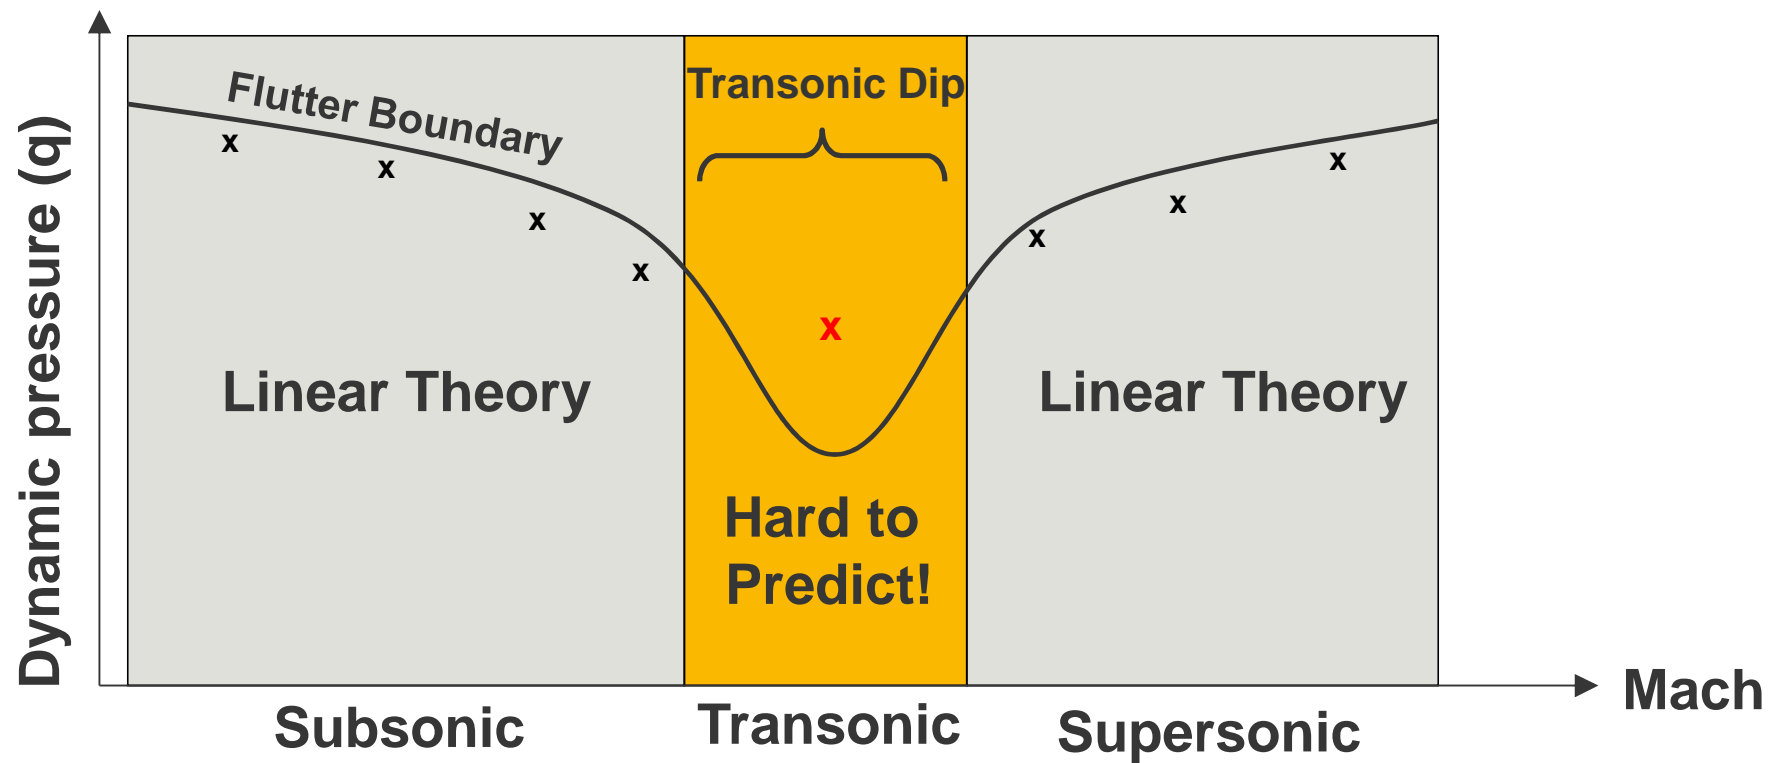 Flutter Boundary
Transonic Dip
x
x
x
x
x
x
x
x
Linear Theory
Linear Theory
Hard to
Predict!
Dynamic pressure (q)
Mach
Subsonic
Transonic
Supersonic